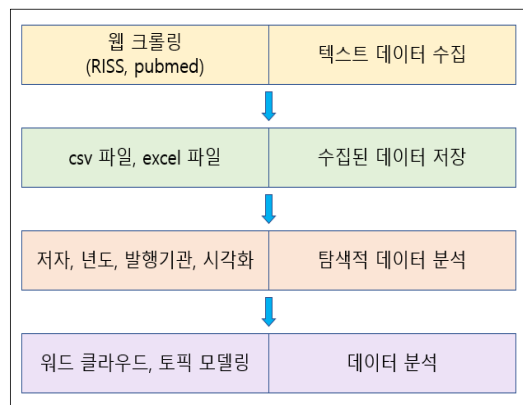 웹 크롤링
(RISS, pubmed)
텍스트 데이터 수집
csv 파일, excel 파일
수집된 데이터 저장
저자, 년도, 발행기관, 시각화
탐색적 데이터 분석
워드 클라우드, 토픽 모델링
데이터 분석